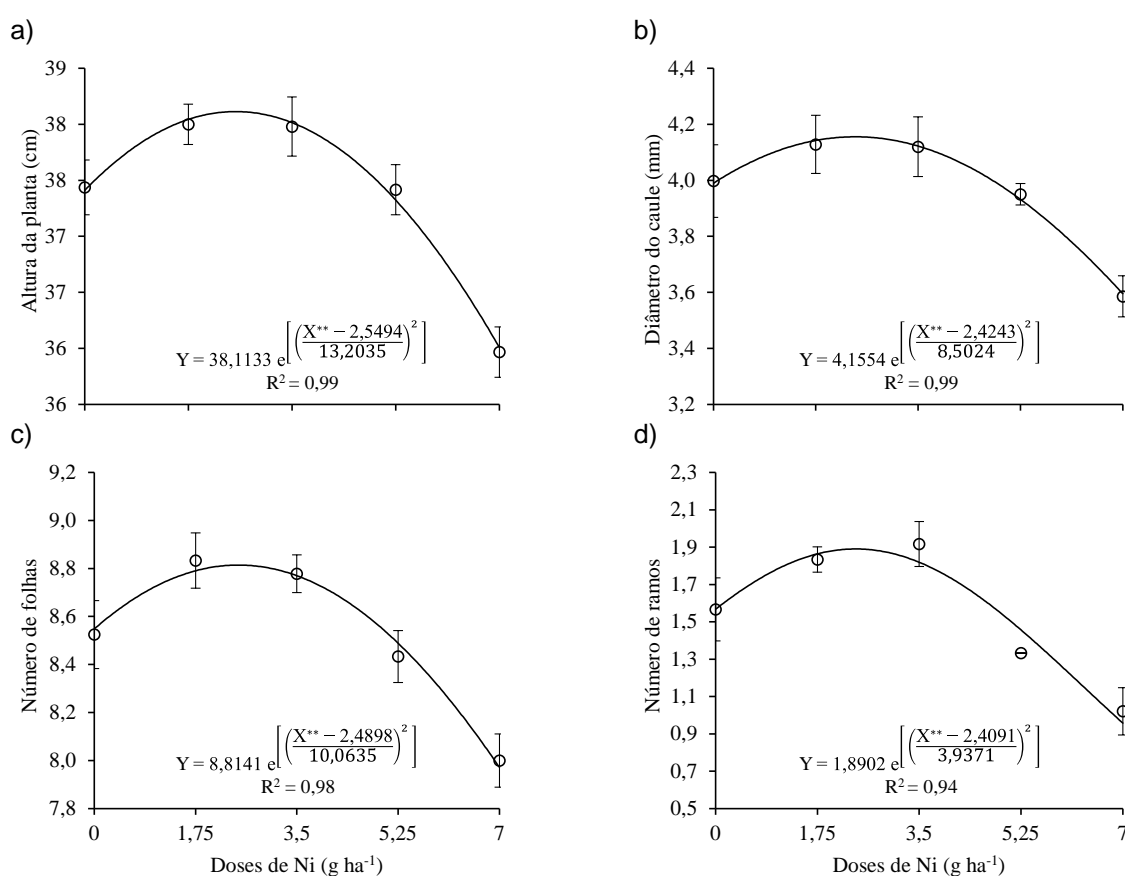 a)
39
38
38
37
37
36
36
Altura da planta (cm)
Y = 38,1133 e[((X** − 2,5494)/13,2035)²]
R² = 0,99
b)
4,4
4,2
4,0
3,8
3,6
3,4
3,2
Diâmetro do caule (mm)
Y = 4,1554 e[((X** − 2,4243)/8,5024)²]
R² = 0,99
c)
9,2
9,0
8,8
8,6
8,4
8,2
8,0
7,8
Número de folhas
Y = 8,8141 e[((X** − 2,4898)/10,0635)²]
R² = 0,98
0 1,75 3,5 5,25 7
Doses de Ni (g ha⁻¹)
d)
2,3
2,1
1,9
1,7
1,5
1,3
1,1
0,9
0,7
0,5
Número de ramos
Y = 1,8902 e[((X** − 2,4091)/3,9371)²]
R² = 0,94
0 1,75 3,5 5,25 7
Doses de Ni (g ha⁻¹)